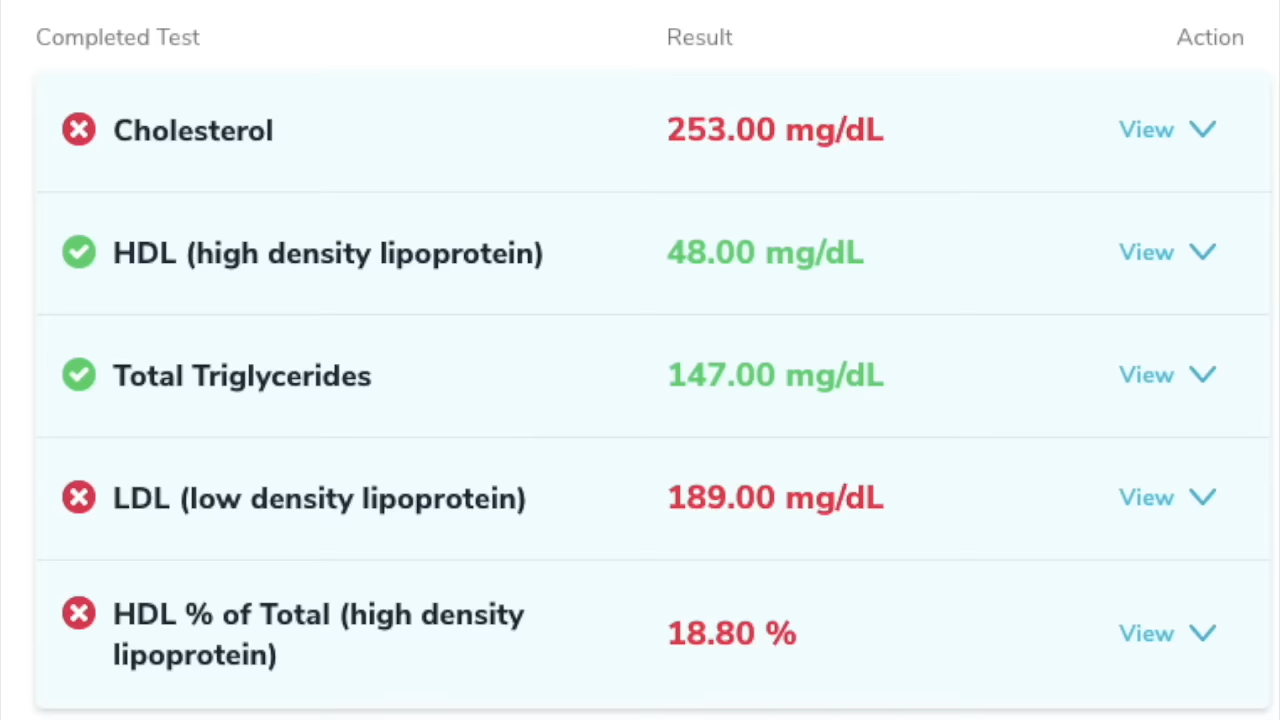 Completed Test Result Action
Cholesterol 253.00 mg/dL View
HDL (high density lipoprotein) 48.00 mg/dL View
Total Triglycerides 147.00 mg/dL View
LDL (low density lipoprotein) 189.00 mg/dL View
HDL % of Total (high density
lipoprotein) 18.80 % View